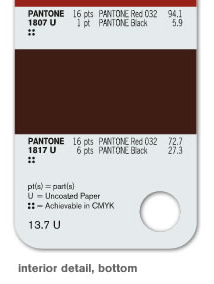 PANTONE 16 pts PANTONE Red 032 94.1
1807 U 1 pt PANTONE Black 5.9
PANTONE 16 pts PANTONE Red 032 72.7
1817 U 6 pts PANTONE Black 27.3
pt(s) = part(s)
U = Uncoated Paper
= Achievable in CMYK
13.7 U
interior detail, bottom